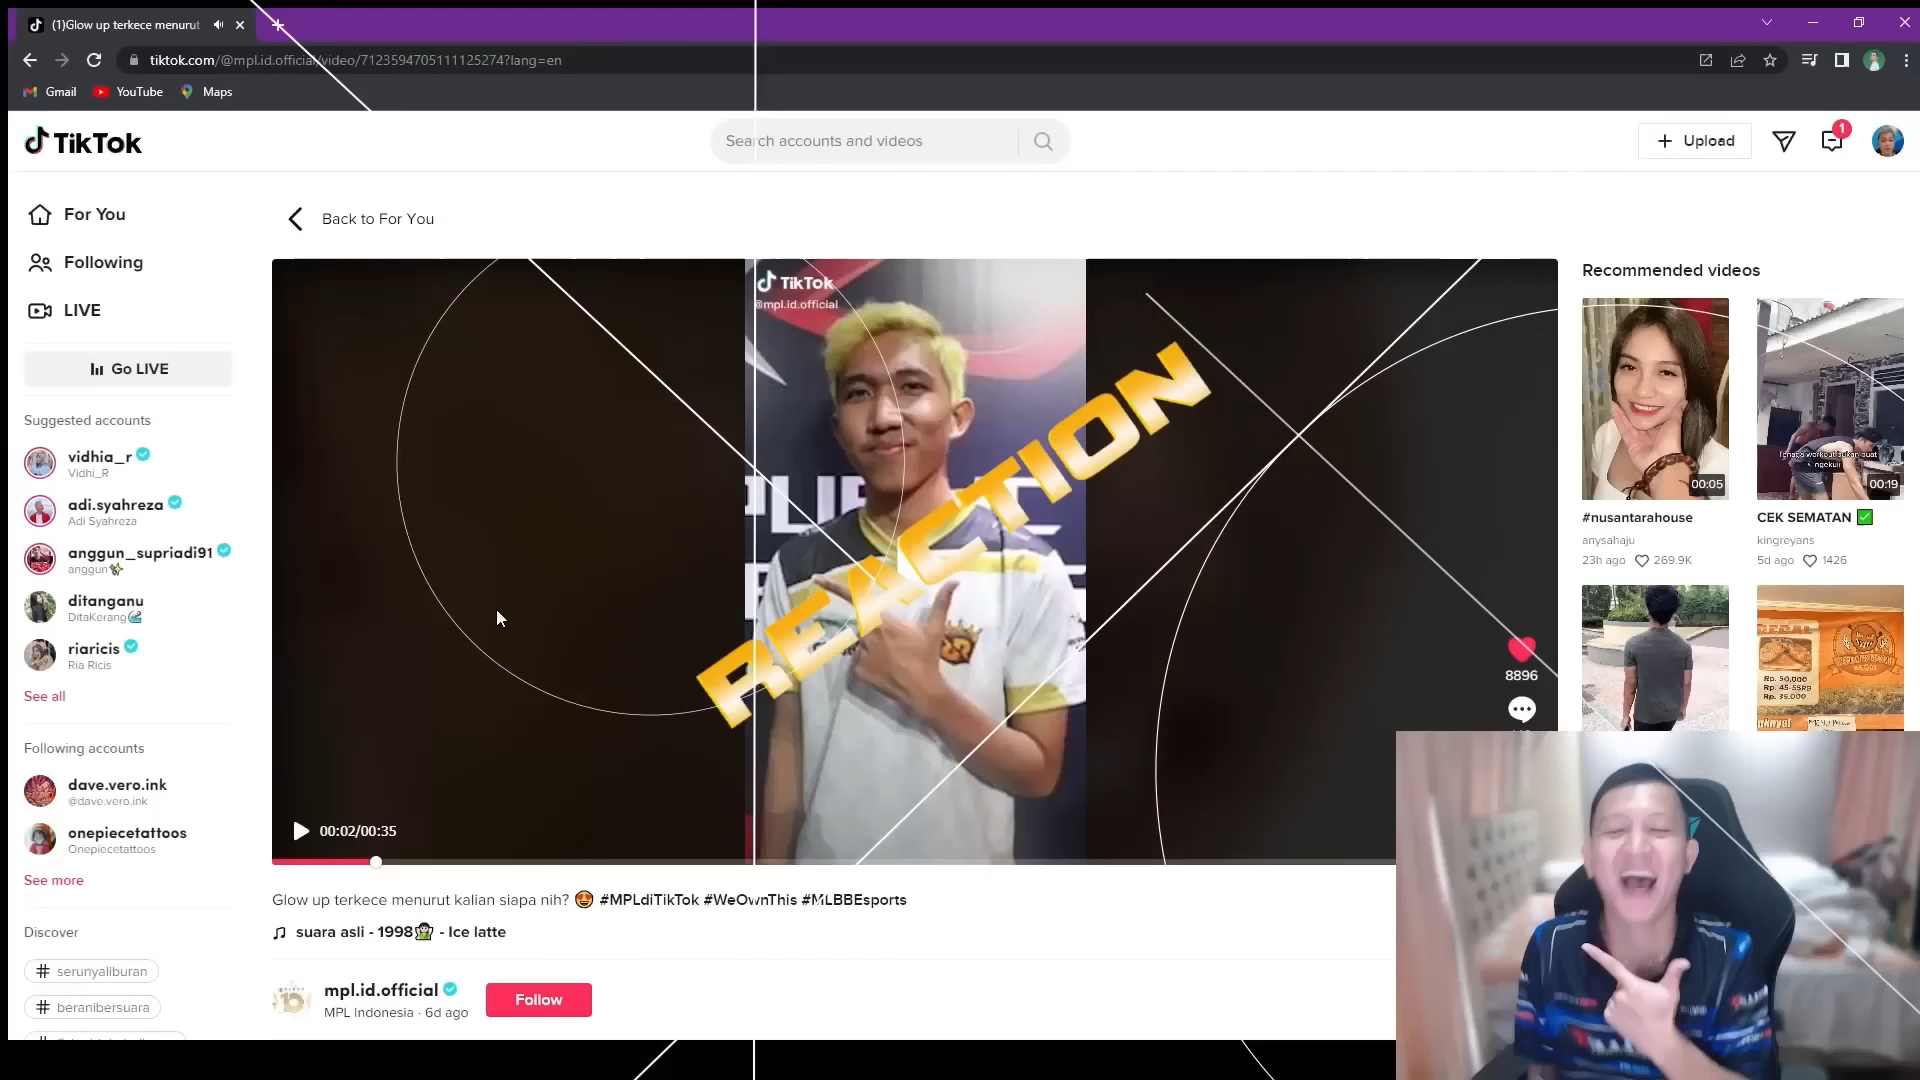 (1)Glow up terkece menurut
tiktok.com/@mpl.id.official/video/7123594705111125274?lang=en
Gmail YouTube Maps
TikTok
Search accounts and videos
Upload
1
For You
Following
LIVE
Go LIVE
Suggested accounts
vidhia_r
Vidhi_R
adi.syahreza
Adi Syahreza
anggun_supriadi91
anggun
ditanganu
DitaKerang
riaricis
Ria Ricis
See all
Following accounts
dave.vero.ink
@dave.vero.ink
onepiecetattoos
Onepiecetattoos
See more
Discover
# serunyaliburan
# beranibersuara
Back to For You
TikTok
@mpl.id.official
REACTION
8896
00:02/00:35
Glow up terkece menurut kalian siapa nih? 😍 #MPLdiTikTok #WeOwnThis #MLBBEsports
suara asli - 1998 - Ice latte
mpl.id.official
MPL Indonesia · 6d ago
Follow
Recommended videos
00:05
#nusantarahouse
anysahaju
23h ago 269.9K
00:19
CEK SEMATAN ✅
kingreyans
5d ago 1426
Rp. 50,000